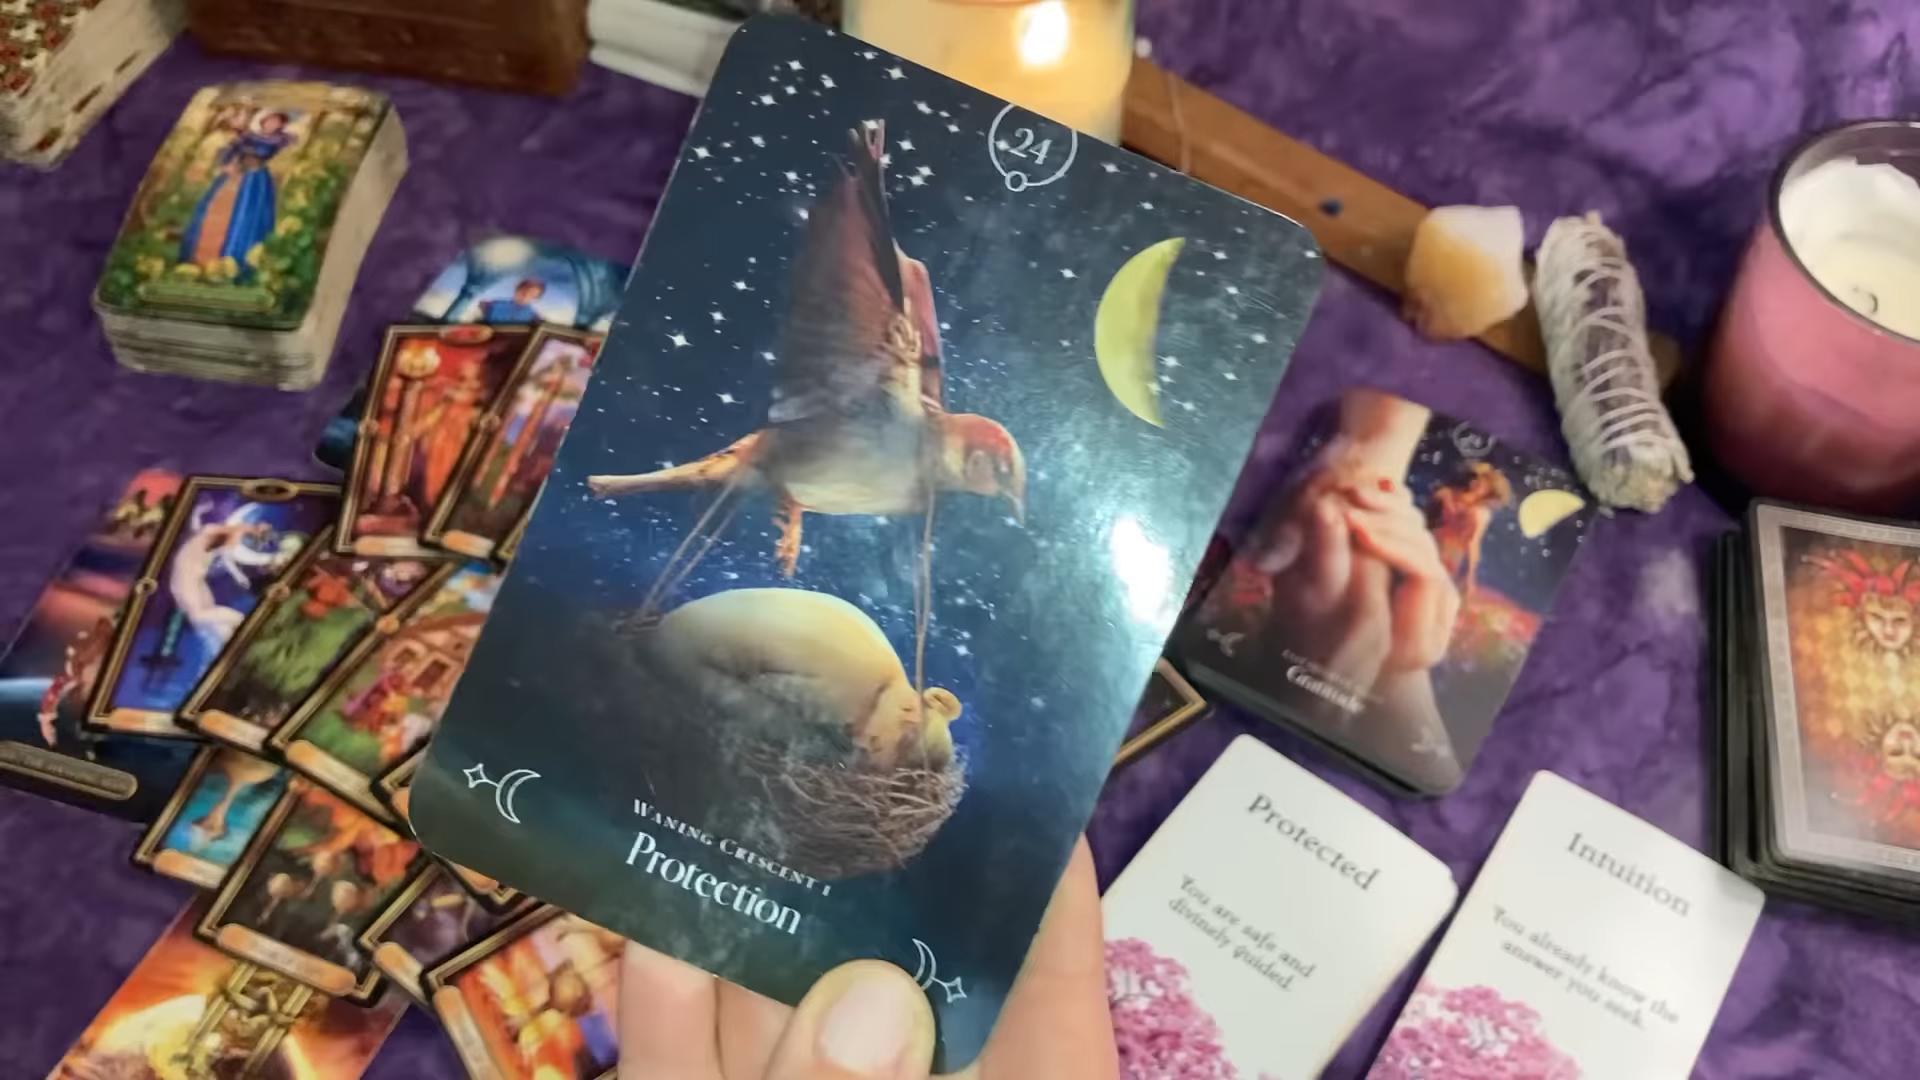 24
WANING CRESCENT I
Protection
Gratitude
Protected
You are safe and
divinely guided.
Intuition
You already know the
answer you seek.